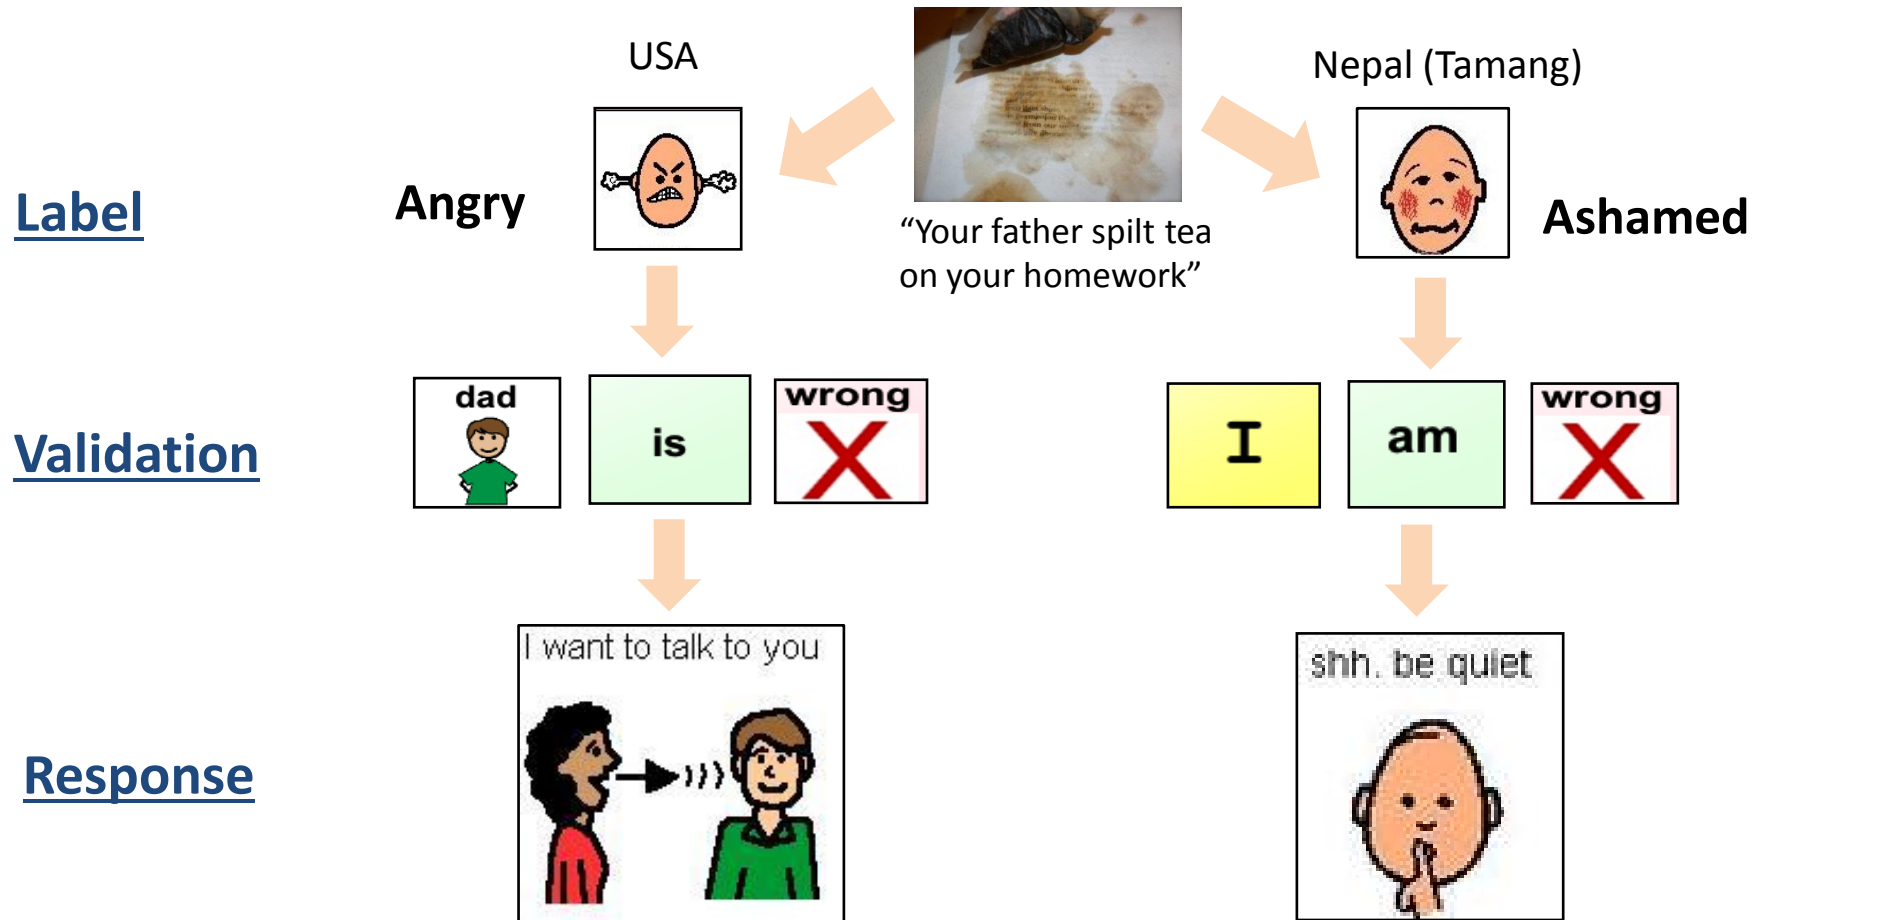 USA
Nepal (Tamang)
Label
Angry
"Your father spilt tea
on your homework"
Ashamed
Validation
dad
is
wrong
I
am
wrong
Response
I want to talk to you
shh. be quiet